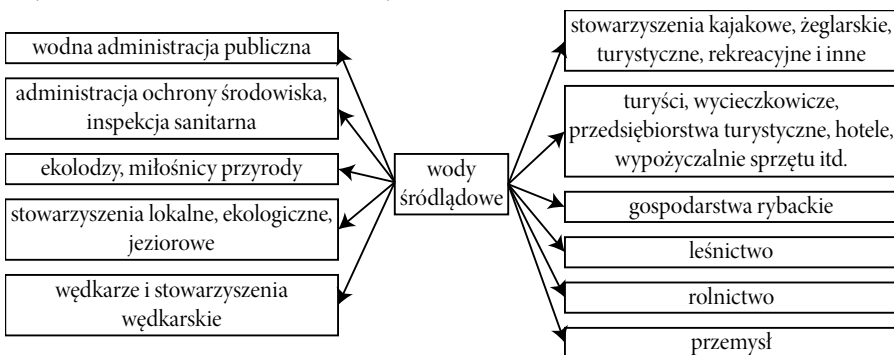 wodna administracja publiczna
administracja ochrony środowiska,
inspekcja sanitarna
ekolodzy, miłośnicy przyrody
stowarzyszenia lokalne, ekologiczne,
jeziorowe
wędkarze i stowarzyszenia
wędkarskie
wody
śródlądowe
stowarzyszenia kajakowe, żeglarskie,
turystyczne, rekreacyjne i inne
turyści, wycieczkowicze,
przedsiębiorstwa turystyczne, hotele,
wypożyczalnie sprzętu itd.
gospodarstwa rybackie
leśnictwo
rolnictwo
przemysł